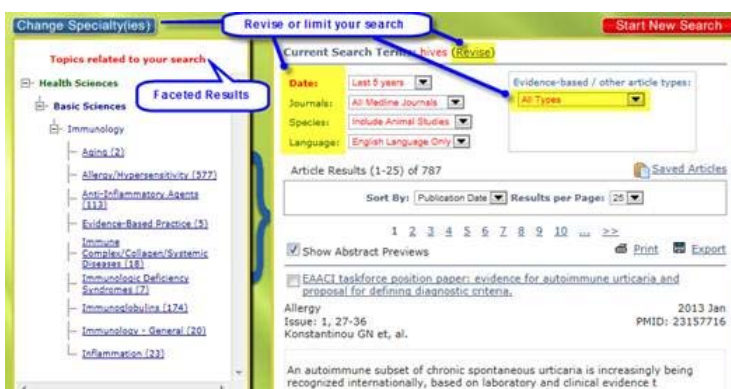 Change Specialty(ies)
Revise or limit your search
Start New Search
Topics related to your search
Faceted Results
Health Sciences
Basic Sciences
Immunology
Aging (2)
Allergy/Hypersensitivity (577)
Anti-Inflammatory Agents
(113)
Evidence-Based Practice (5)
Immune
Complex/Collagen/Systemic
Diseases (18)
Immunologic Deficiency
Syndromes (7)
Immunoglobulins (174)
Immunology - General (20)
Inflammation (23)
Current Search Term: hives (Revise)
Date: Last 5 years
Journals: All Medline Journals
Species: Include Animal Studies
Language: English Language Only
Evidence-based / other article types:
All Types
Article Results (1-25) of 787
Saved Articles
Sort By: Publication Date Results per Page: 25
1 2 3 4 5 6 7 8 9 10 ... >>
Show Abstract Previews
Print Export
EAACI taskforce position paper: evidence for autoimmune urticaria and
proposal for defining diagnostic criteria.
Allergy 2013 Jan
Issue: 1, 27-36 PMID: 23157716
Konstantinou GN et, al.
An autoimmune subset of chronic spontaneous urticaria is increasingly being
recognized internationally, based on laboratory and clinical evidence t